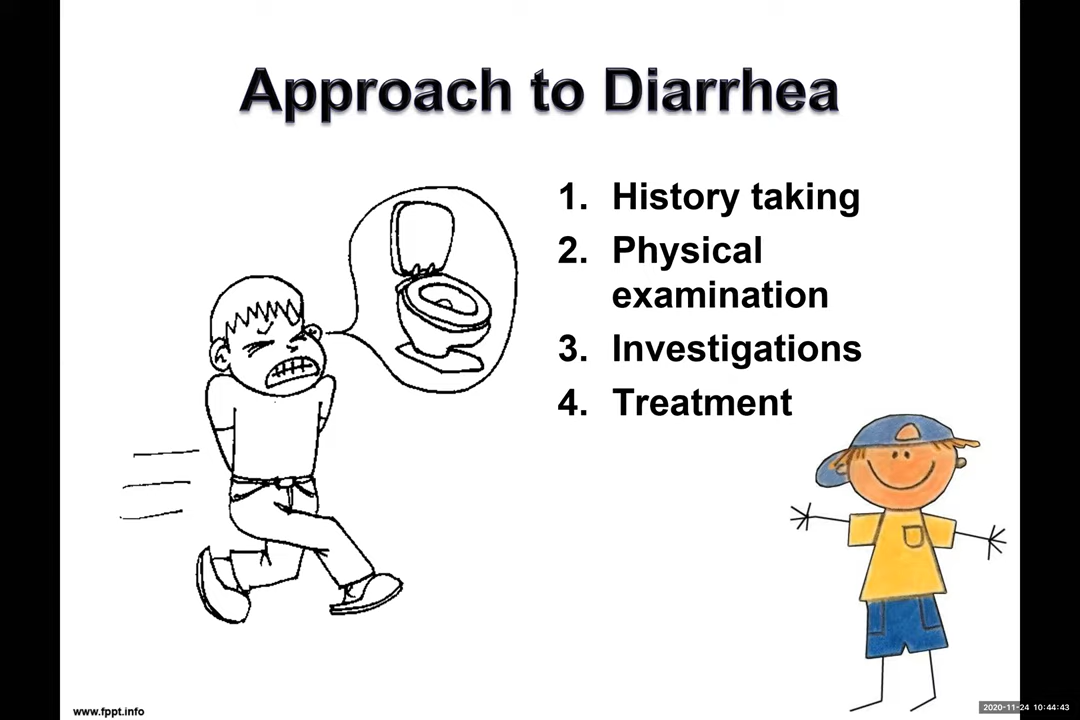 Approach to Diarrhea
1. History taking
2. Physical
examination
3. Investigations
4. Treatment
www.fppt.info
2020-11-24 10:44:43